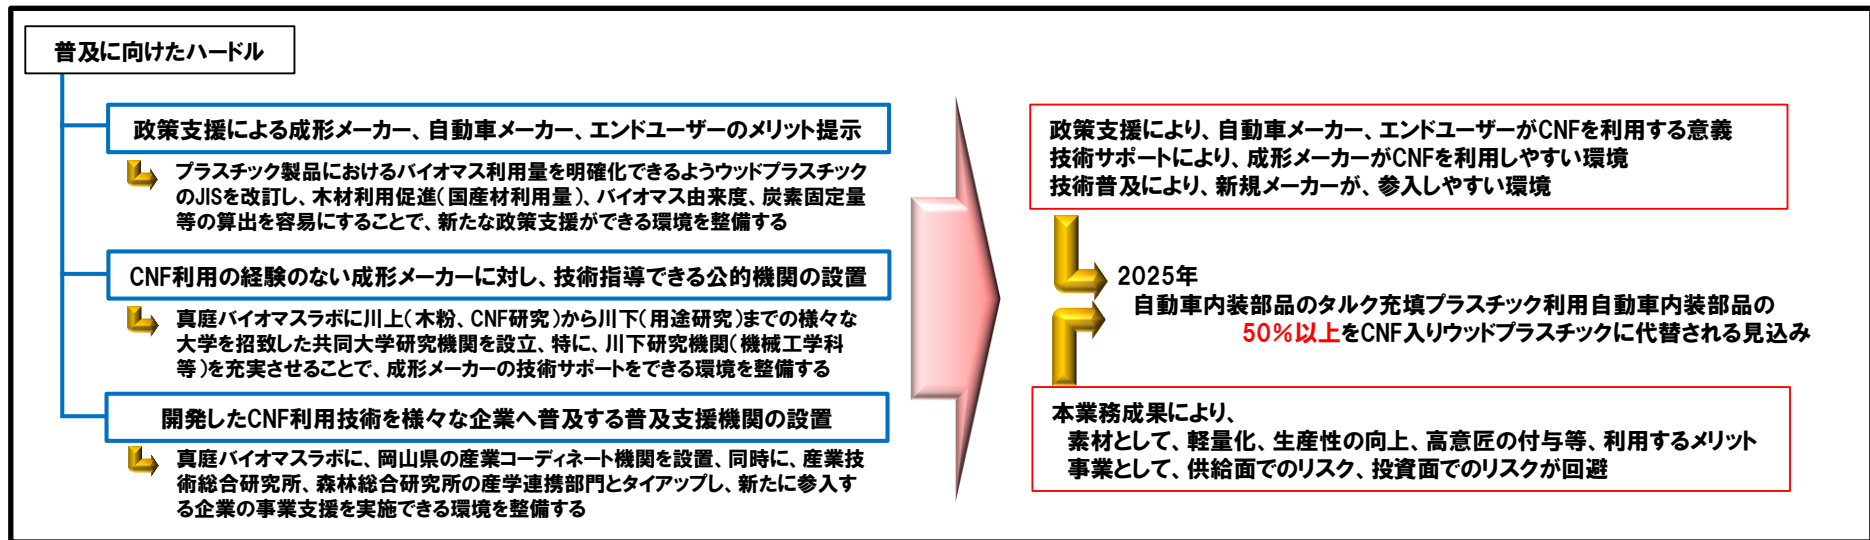 普及に向けたハードル
政策支援による成形メーカー、自動車メーカー、エンドユーザーのメリット提示
プラスチック製品におけるバイオマス利用量を明確化できるようウッドプラスチック
のJISを改訂し、木材利用促進(国産材利用量)、バイオマス由来度、炭素固定量
等の算出を容易にすることで、新たな政策支援ができる環境を整備する
CNF利用の経験のない成形メーカーに対し、技術指導できる公的機関の設置
真庭バイオマスラボに川上(木粉、CNF研究)から川下(用途研究)までの様々な
大学を招致した共同大学研究機関を設立、特に、川下研究機関(機械工学科
等)を充実させることで、成形メーカーの技術サポートをできる環境を整備する
開発したCNF利用技術を様々な企業へ普及する普及支援機関の設置
真庭バイオマスラボに、岡山県の産業コーディネート機関を設置、同時に、産業技
術総合研究所、森林総合研究所の産学連携部門とタイアップし、新たに参入す
る企業の事業支援を実施できる環境を整備する
政策支援により、自動車メーカー、エンドユーザーがCNFを利用する意義
技術サポートにより、成形メーカーがCNFを利用しやすい環境
技術普及により、新規メーカーが、参入しやすい環境
2025年
自動車内装部品のタルク充填プラスチック利用自動車内装部品の
50%以上をCNF入りウッドプラスチックに代替される見込み
本業務成果により、
素材として、軽量化、生産性の向上、高意匠の付与等、利用するメリット
事業として、供給面でのリスク、投資面でのリスクが回避